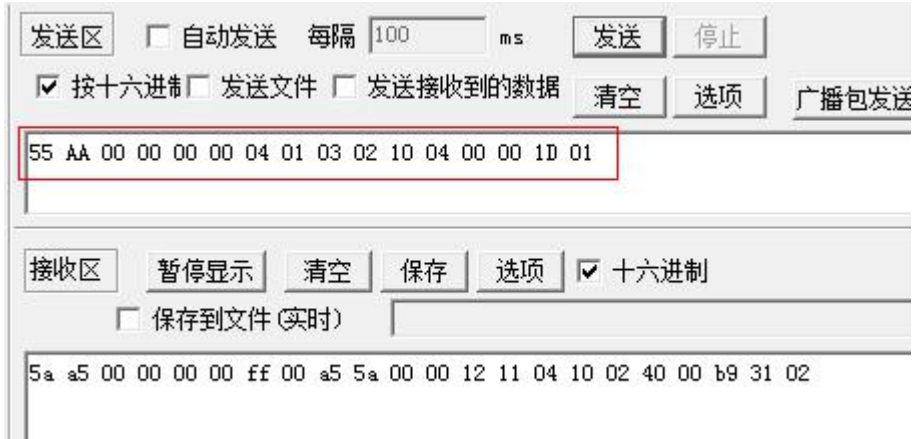 发送区 自动发送 每隔 100 ms 发送 停止
按十六进制 发送文件 发送接收到的数据 清空 选项 广播包发送
55 AA 00 00 00 00 04 01 03 02 10 04 00 00 1D 01
接收区 暂停显示 清空 保存 选项 十六进制
保存到文件(实时)
5a a5 00 00 00 00 ff 00 a5 5a 00 00 12 11 04 10 02 40 00 b9 31 02